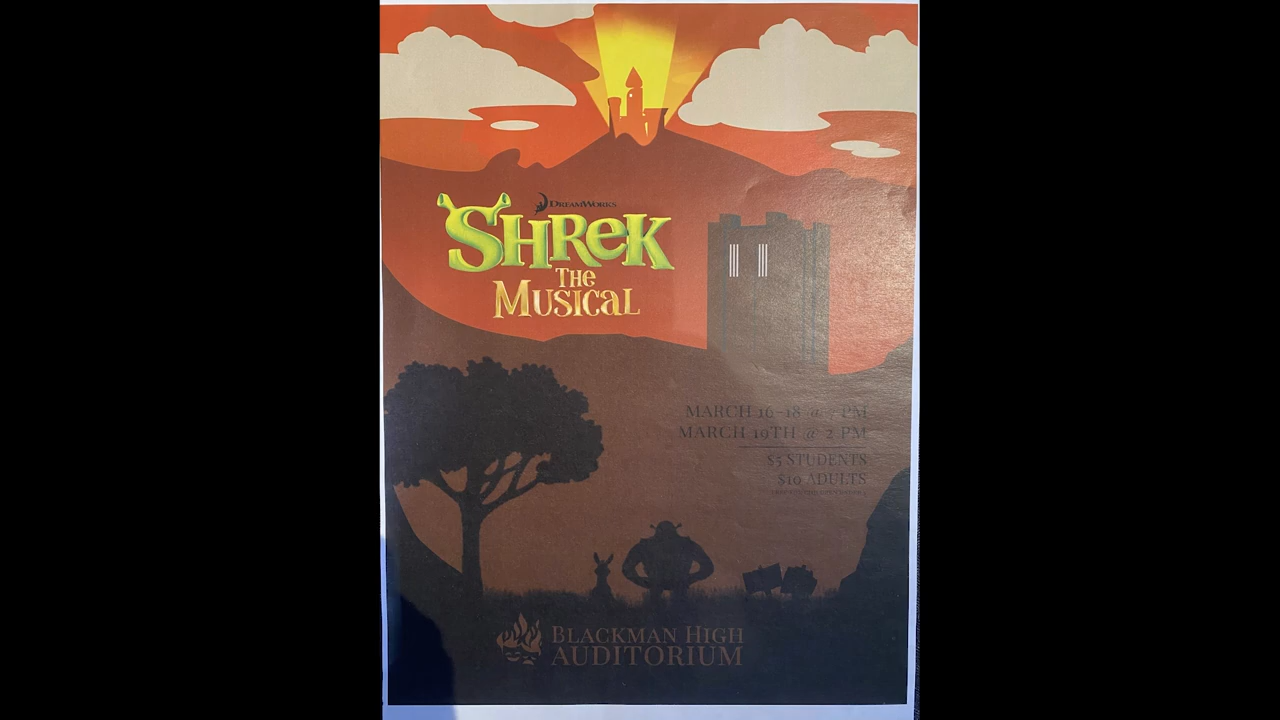 DREAMWORKS
SHREK
THE
MUSICAL
MARCH 16-18 @ 7 PM
MARCH 19TH @ 2 PM
$5 STUDENTS
$10 ADULTS
BLACKMAN HIGH
AUDITORIUM